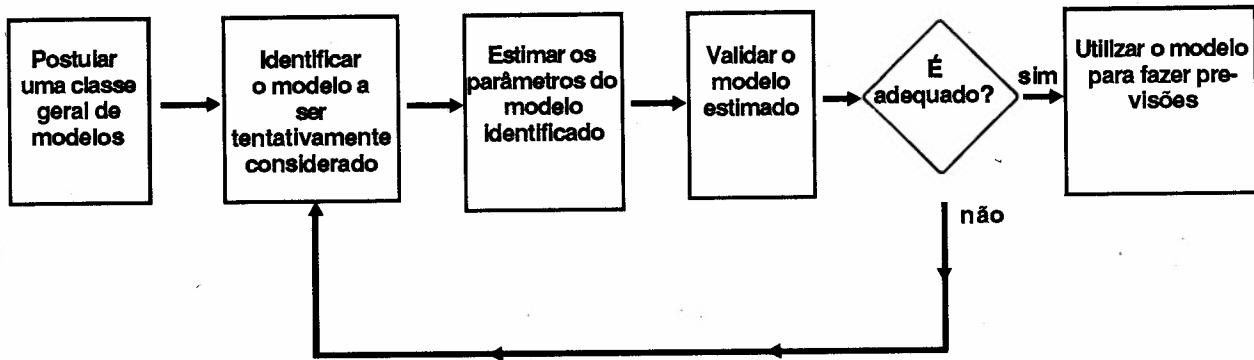 Postular
uma classe
geral de
modelos
Identificar
o modelo a
ser
tentativamente
considerado
Estimar os
parâmetros do
modelo
identificado
Validar o
modelo
estimado
É
adequado?
sim
Utilizar o modelo
para fazer pre-
visões
não